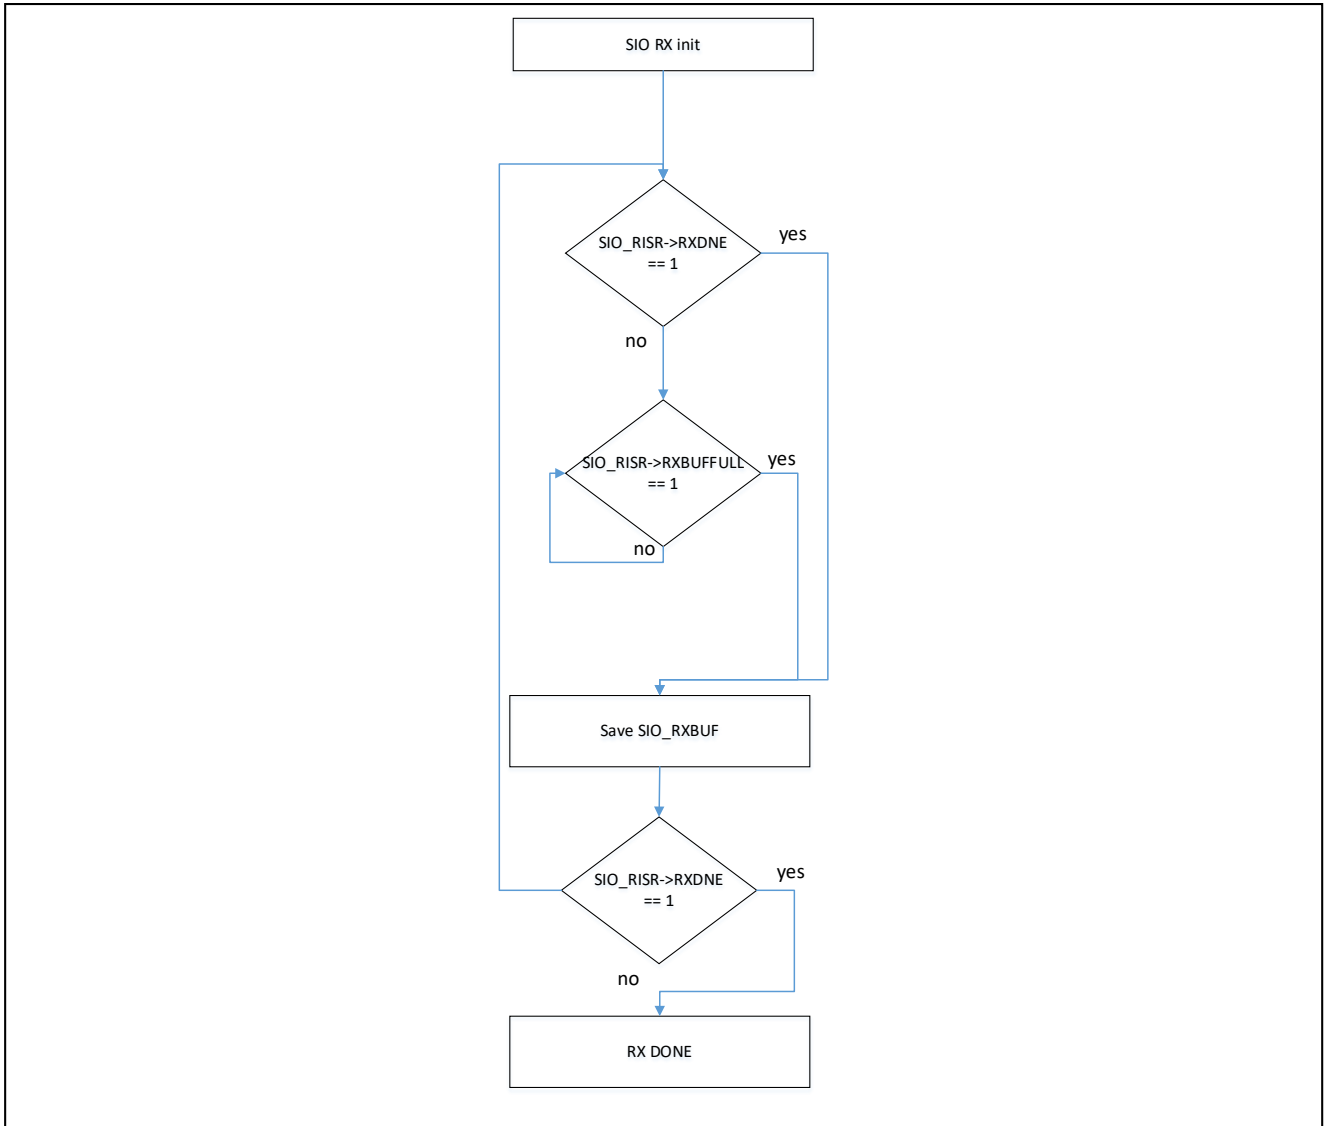 SIO RX init
SIO_RISR->RXDNE
== 1
yes
no
SIO_RISR->RXBUFFULL
== 1
yes
no
Save SIO_RXBUF
SIO_RISR->RXDNE
== 1
yes
no
RX DONE